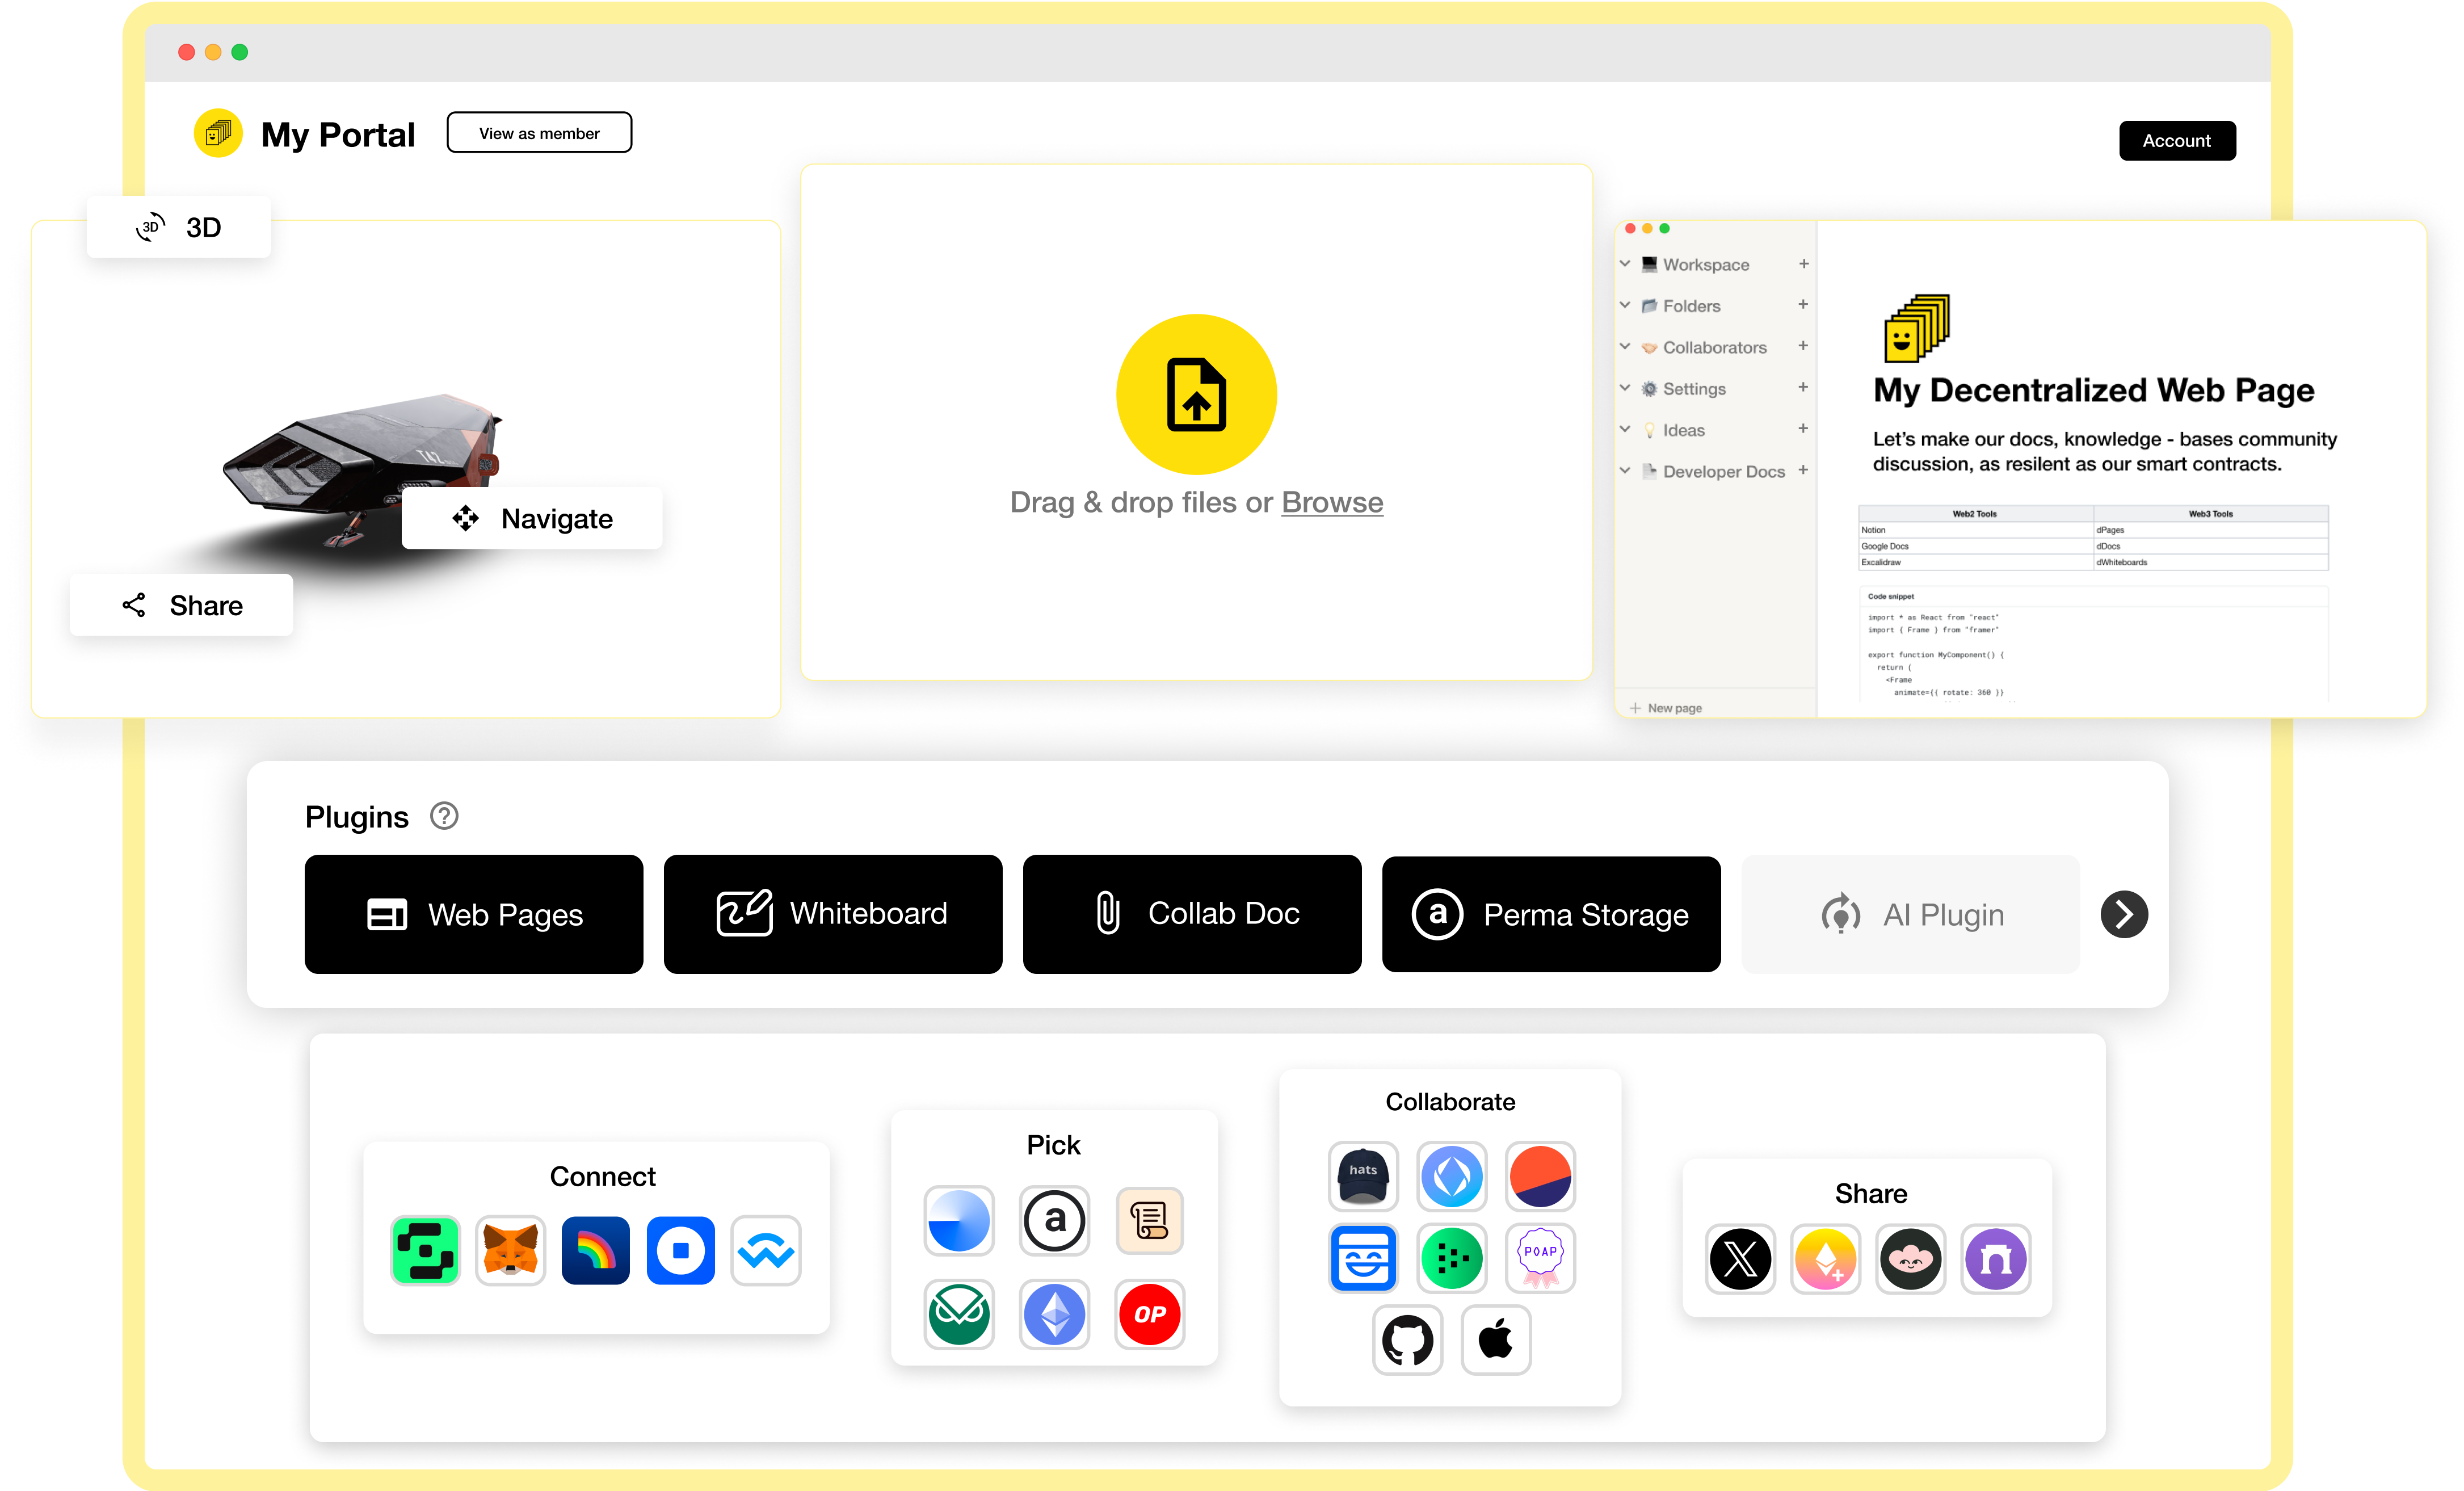 My Portal
View as member
Account
3D
3D
T42
Navigate
Share
Drag & drop files or Browse
Workspace +
Folders +
Collaborators +
Settings +
Ideas +
Developer Docs +
+ New page
My Decentralized Web Page
Let's make our docs, knowledge - bases community
discussion, as resilent as our smart contracts.
Web2 Tools Web3 Tools
Notion dPages
Google Docs dDocs
Excalidraw dWhiteboards
Code snippet
import * as React from "react"
import { Frame } from "framer"
export function MyComponent() {
return (
<Frame
animate={{ rotate: 360 }}
Plugins ?
Web Pages
Whiteboard
Collab Doc
a Perma Storage
AI Plugin
Connect
Pick
a
OP
Collaborate
hats
POAP
Share
X